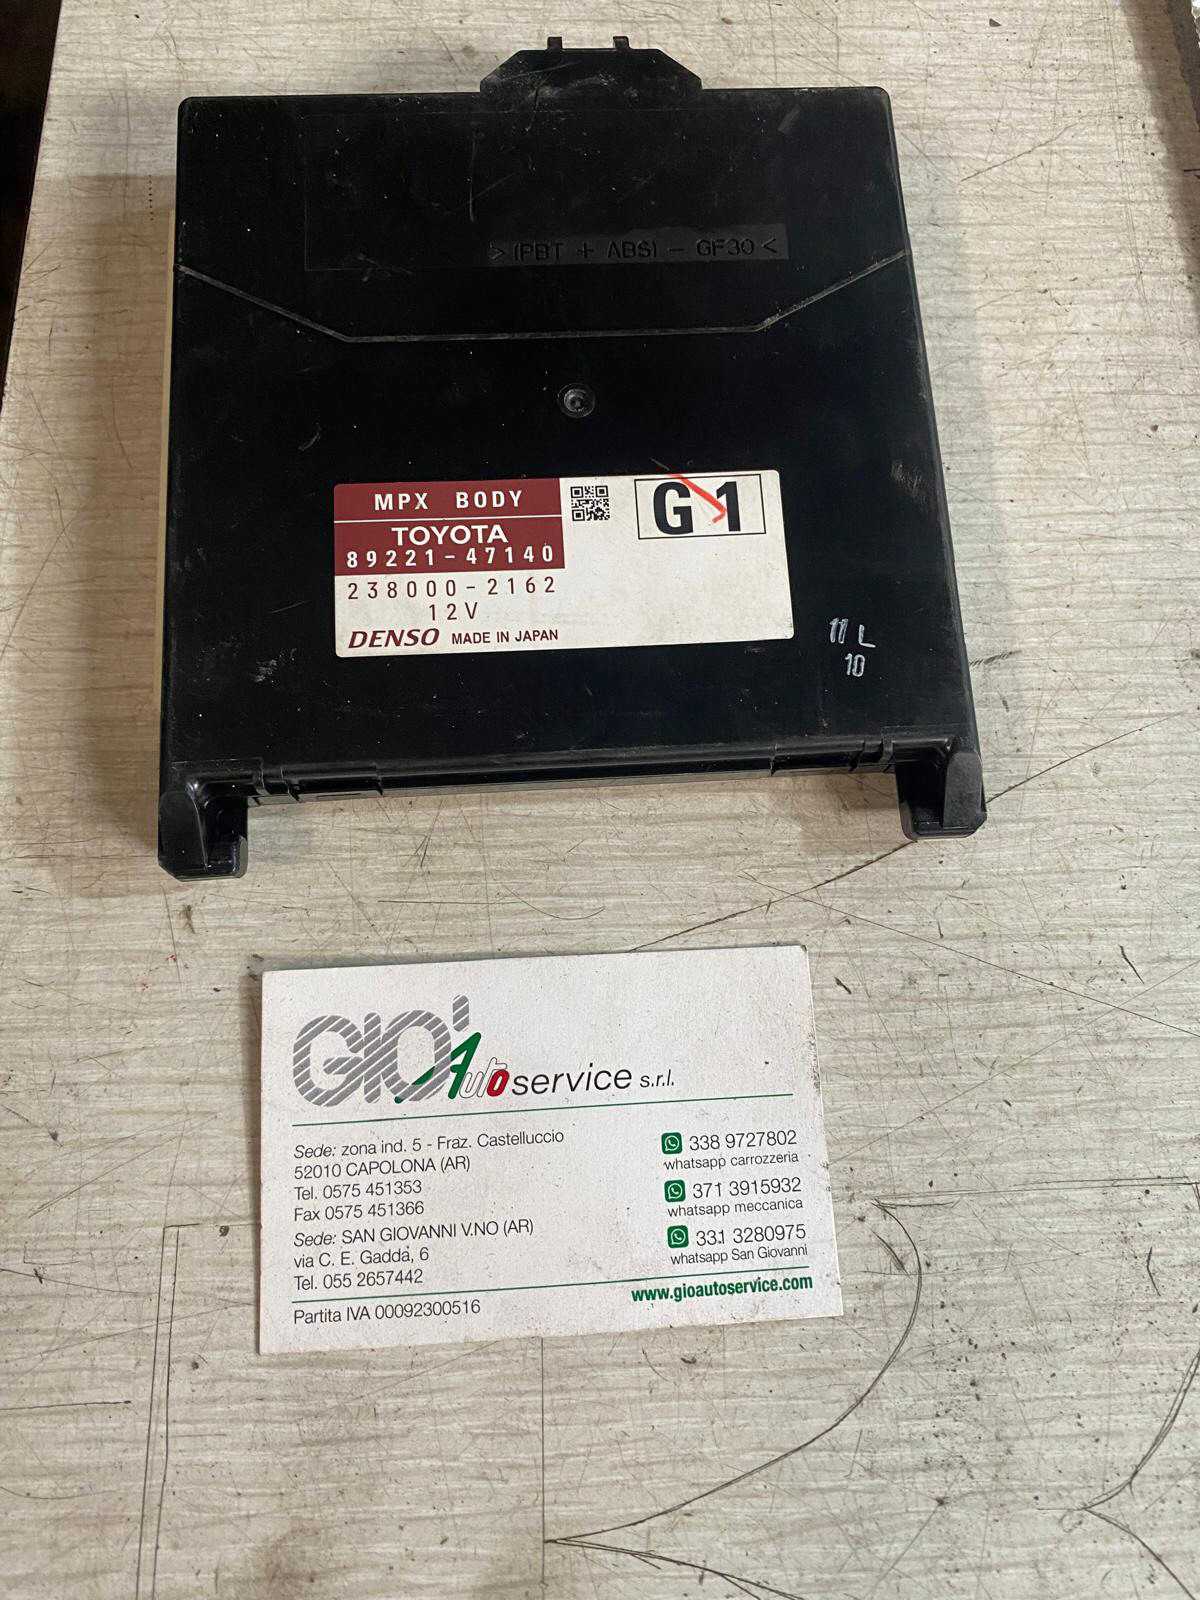 >(PBT + ABS) - GF30<
MPX BODY
TOYOTA
89221-47140
G 1
238000-2162
12V
DENSO MADE IN JAPAN
11 L
10
GIO' Auto service s.r.l.
Sede: zona ind. 5 - Fraz. Castelluccio
52010 CAPOLONA (AR)
Tel. 0575 451353
Fax 0575 451366
Sede: SAN GIOVANNI V.NO (AR)
via C. E. Gadda, 6
Tel. 055 2657442
Partita IVA 00092300516
338 9727802
whatsapp carrozzeria
371 3915932
whatsapp meccanica
331 3280975
whatsapp San Giovanni
www.gioautoservice.com